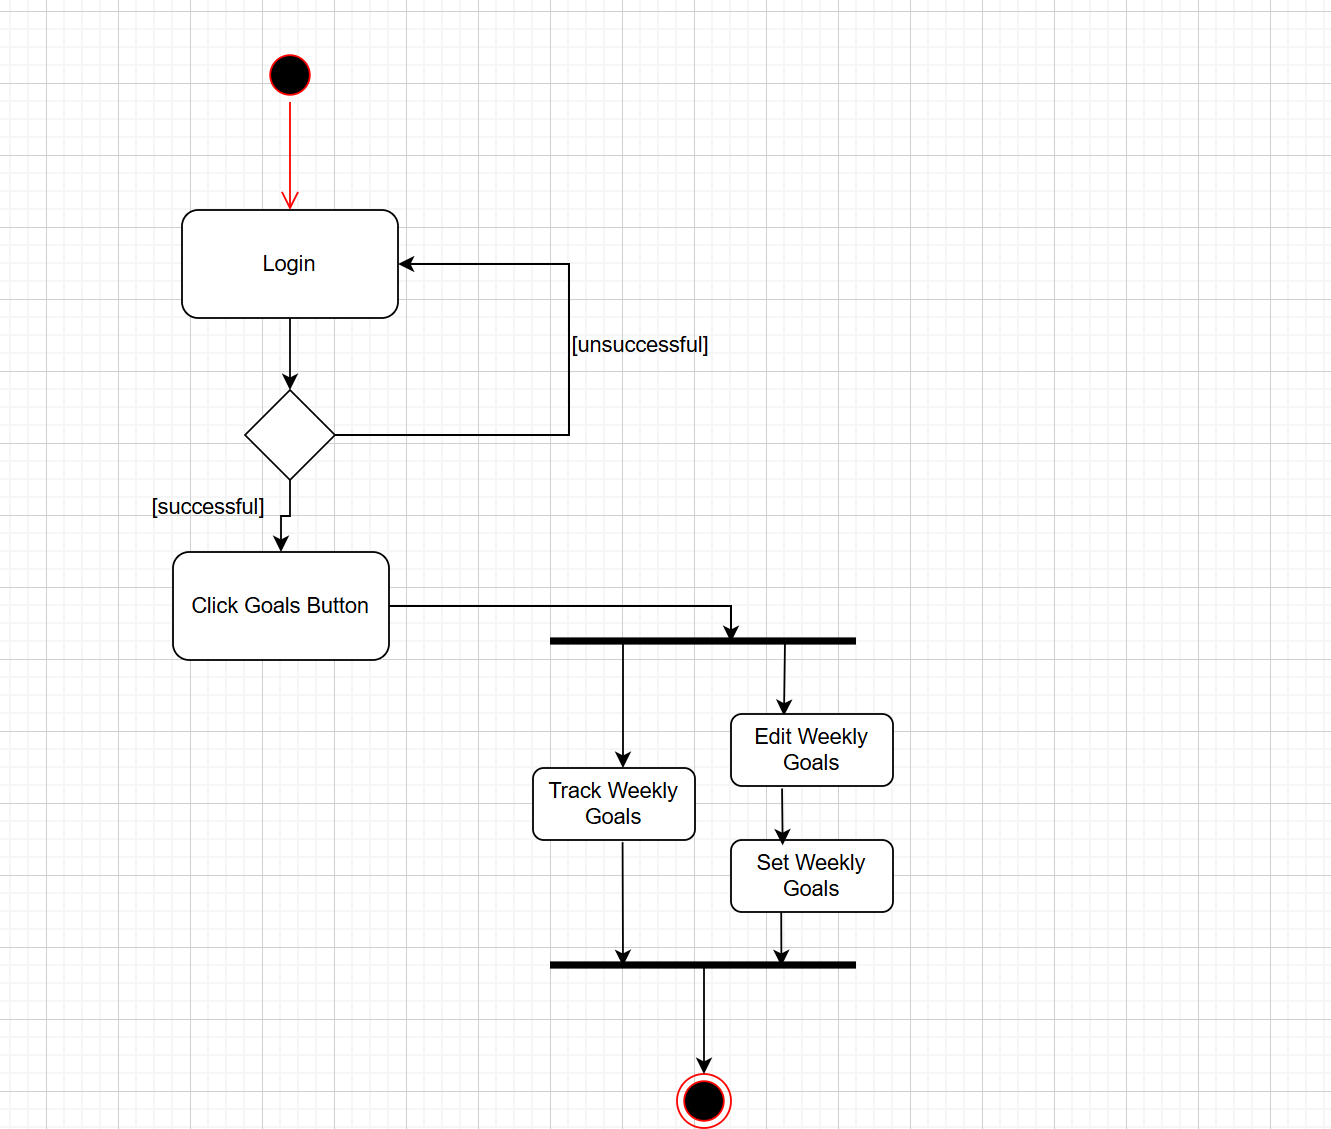 Login
[unsuccessful]
[successful]
Click Goals Button
Edit Weekly
Goals
Track Weekly
Goals
Set Weekly
Goals